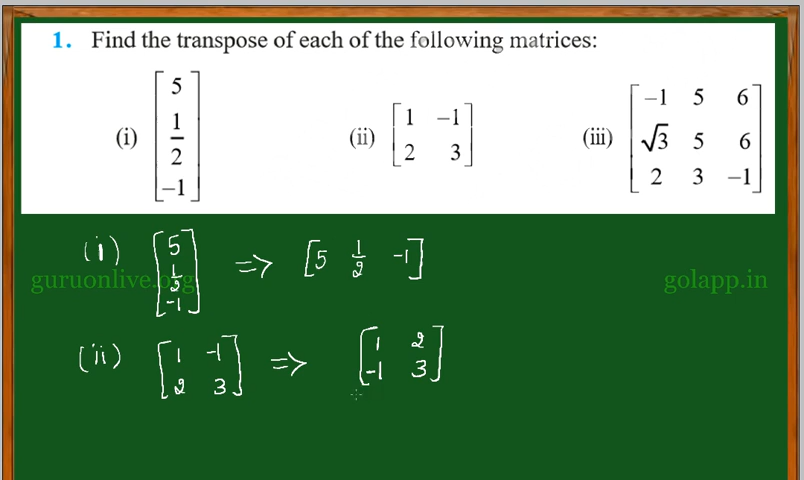 1. Find the transpose of each of the following matrices:
(i) [5 1/2 −1] (ii) [1 −1 2 3] (iii) [−1 5 6 √3 5 6 2 3 −1]
(i) [5 1/2 -1] => [5 1/2 -1]
guruonlive.org golapp.in
(ii) [1 -1 2 3] => [1 2 -1 3]